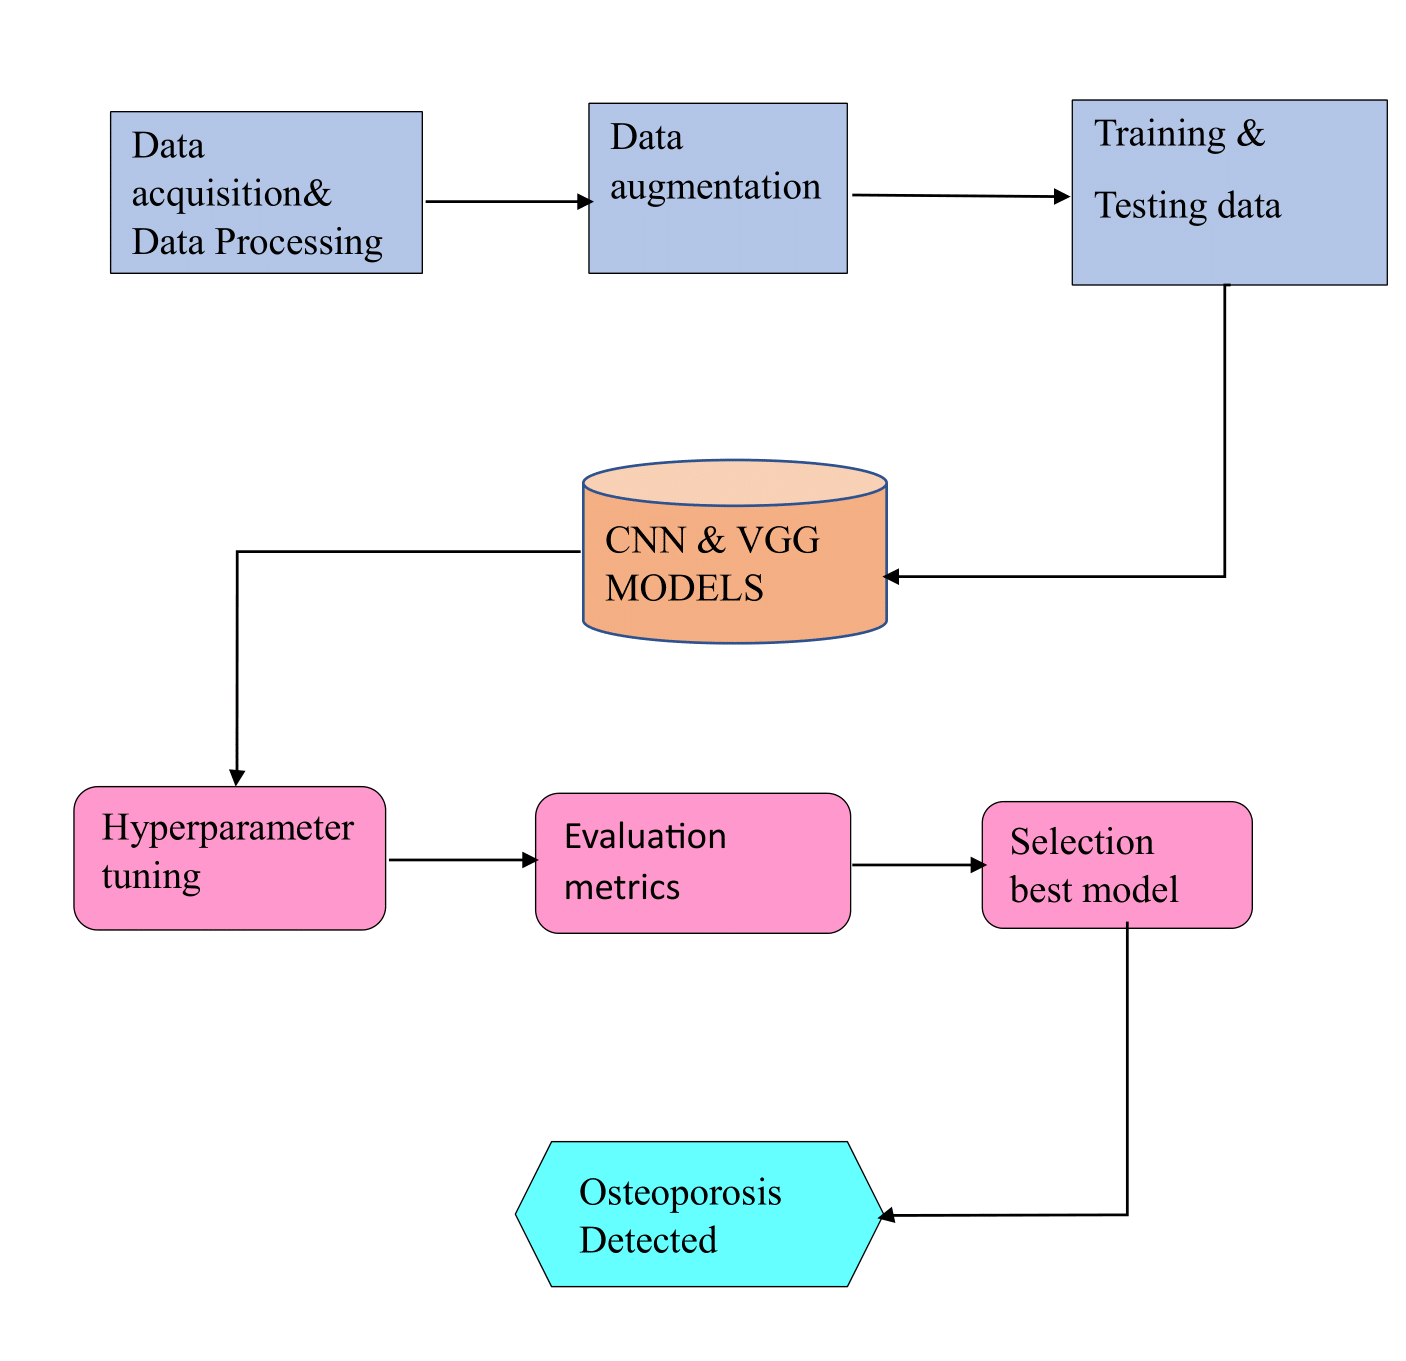 Data
acquisition&
Data Processing
Data
augmentation
Training &
Testing data
CNN & VGG
MODELS
Hyperparameter
tuning
Evaluation
metrics
Selection
best model
Osteoporosis
Detected